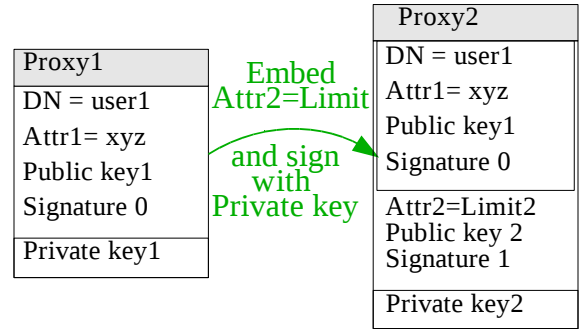 Proxy1
DN = user1
Attr1= xyz
Public key1
Signature 0
Private key1
Embed
Attr2=Limit
and sign
with
Private key
Proxy2
DN = user1
Attr1= xyz
Public key1
Signature 0
Attr2=Limit2
Public key 2
Signature 1
Private key2